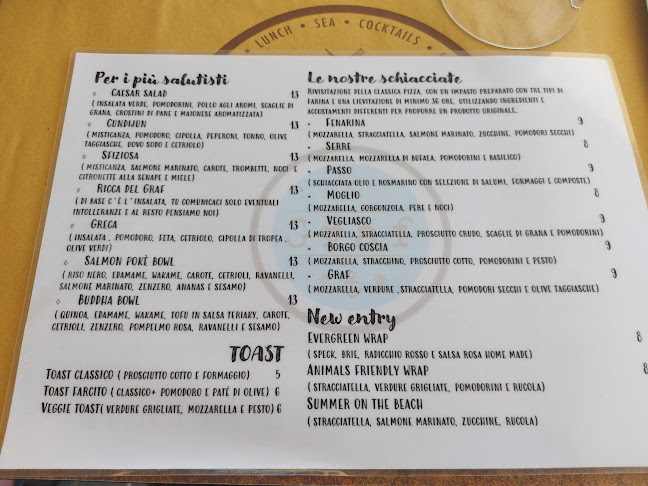 LUNCH • SEA • COCKTAILS •
Per i più salutisti
◦ CAESAR SALAD 13
( INSALATA VERDE, POMODORINI, POLLO AGLI AROMI, SCAGLIE DI
GRANA, CROSTINI DI PANE E MAIONESE AROMATIZZATA)
◦ CUNDIJUN 13
( MISTICANZA, POMODORO, CIPOLLA, PEPERONI, TONNO, OLIVE
TAGGIASCHE, UOVO SODO E CETRIOLO)
◦ SFIZIOSA 13
( MISTICANZA, SALMONE MARINATO, CAROTE, TROMBETTE, NOCI E
CITRONETTE ALLA SENAPE E MIELE)
◦ RICCA DEL GRAF 13
( DI BASE C'È L'INSALATA, TU COMUNICACI SOLO EVENTUALI
INTOLLERANZE E AL RESTO PENSIAMO NOI)
◦ GRECA 13
( INSALATA , POMODORO, FETA, CETRIOLO, CIPOLLA DI TROPEA ,
OLIVE VERDI)
◦ SALMON POKÈ BOWL 13
( RISO NERO, EDAMAME, WAKAME, CAROTE, CETRIOLI, RAVANELLI,
SALMONE MARINATO, ZENZERO, ANANAS E SESAMO)
◦ BUDDHA BOWL 13
( QUINOA, EDAMAME, WAKAME, TOFU IN SALSA TERIAKY, CAROTE,
CETRIOLI, ZENZERO, POMPELMO ROSA, RAVANELLI E SESAMO)
TOAST
TOAST CLASSICO ( PROSCIUTTO COTTO E FORMAGGIO) 5
TOAST FARCITO ( CLASSICO+ POMODORO E PATÉ DI OLIVE) 6
VEGGIE TOAST( VERDURE GRIGLIATE, MOZZARELLA E PESTO) 6
Le nostre schiacciate
RIVISITAZIONE DELLA CLASSICA PIZZA, CON UN IMPASTO PREPARATO CON TRE TIPI DI
FARINA E UNA LIEVITAZIONE DI MINIMO 36 ORE, UTILIZZANDO INGREDIENTI E
ACCOSTAMENTI DIFFERENTI PER PROPORRE UN PRODOTTO ORIGINALE.
• FENARINA 9
(MOZZARELLA, STRACCIATELLA, SALMONE MARINATO, ZUCCHINE, POMODORI SECCHI)
• SERRE 8
(MOZZARELLA, MOZZARELLA DI BUFALA, POMODORINI E BASILICO)
• PASSO 9
( SCHIACCIATA OLIO E ROSMARINO CON SELEZIONE DI SALUMI, FORMAGGI E COMPOSTE)
• MOGLIO 8
(MOZZARELLA, GORGONZOLA, PERE E NOCI)
• VEGLIASCO 9
(MOZZARELLA, STRACCIATELLA, PROSCIUTTO CRUDO, SCAGLIE DI GRANA E POMODORINI)
• BORGO COSCIA 9
(MOZZARELLA, STRACCHINO, PROSCIUTTO COTTO, POMODORINI E PESTO)
• GRAF 9
(MOZZARELLA, VERDURE ,STRACCIATELLA, POMODORI SECCHI E OLIVE TAGGIASCHE)
New entry
EVERGREEN WRAP 8
( SPECK, BRIE, RADICCHIO ROSSO E SALSA ROSA HOME MADE)
ANIMALS FRIENDLY WRAP 8
( STRACCIATELLA, VERDURE GRIGLIATE, POMODORINI E RUCOLA)
SUMMER ON THE BEACH 8
( STRACCIATELLA, SALMONE MARINATO, ZUCCHINE, RUCOLA)